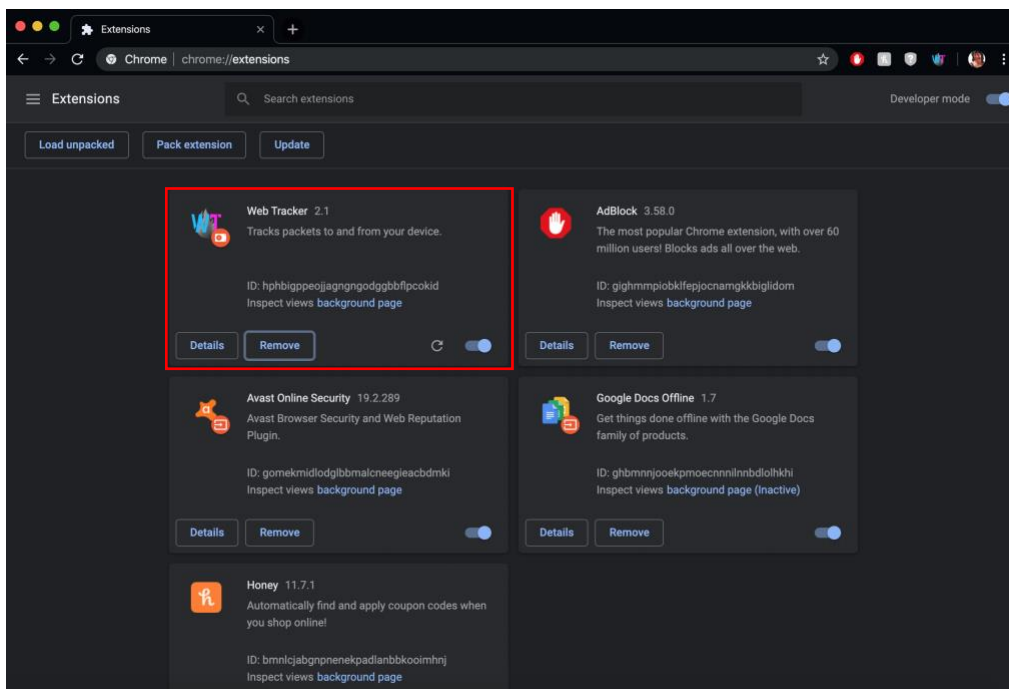 Extensions
Chrome | chrome://extensions
Extensions
Search extensions
Developer mode
Load unpacked
Pack extension
Update
Web Tracker 2.1
Tracks packets to and from your device.
ID: hphbigppeojjagngngodggbbflpcokid
Inspect views background page
Details
Remove
AdBlock 3.58.0
The most popular Chrome extension, with over 60
million users! Blocks ads all over the web.
ID: gighmmpiobklfepjocnamgkkbiglidom
Inspect views background page
Details
Remove
Avast Online Security 19.2.289
Avast Browser Security and Web Reputation
Plugin.
ID: gomekmidlodglbbmalcneegieacbdmki
Inspect views background page
Details
Remove
Google Docs Offline 1.7
Get things done offline with the Google Docs
family of products.
ID: ghbmnnjooekpmoecnnnilnnbdlolhkhi
Inspect views background page (Inactive)
Details
Remove
Honey 11.7.1
Automatically find and apply coupon codes when
you shop online!
ID: bmnlcjabgnpnenekpadlanbbkooimhnj
Inspect views background page